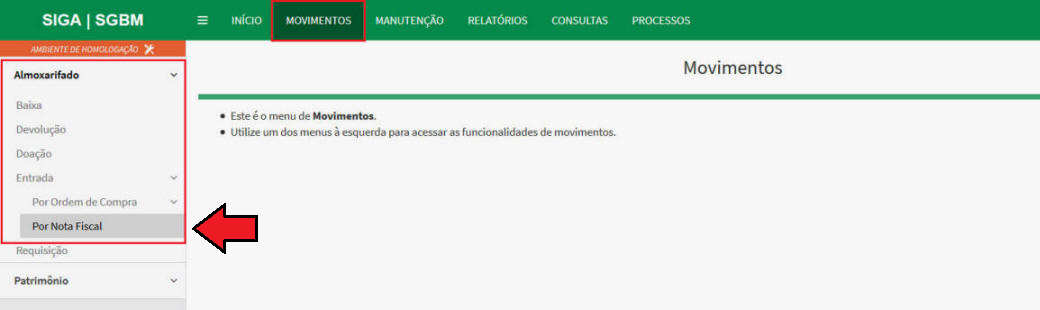 SIGA | SGBM
INÍCIO MOVIMENTOS MANUTENÇÃO RELATÓRIOS CONSULTAS PROCESSOS
AMBIENTE DE HOMOLOGAÇÃO
Almoxarifado
Baixa
Devolução
Doação
Entrada
Por Ordem de Compra
Por Nota Fiscal
Requisição
Patrimônio
Movimentos
• Este é o menu de Movimentos.
• Utilize um dos menus à esquerda para acessar as funcionalidades de movimentos.